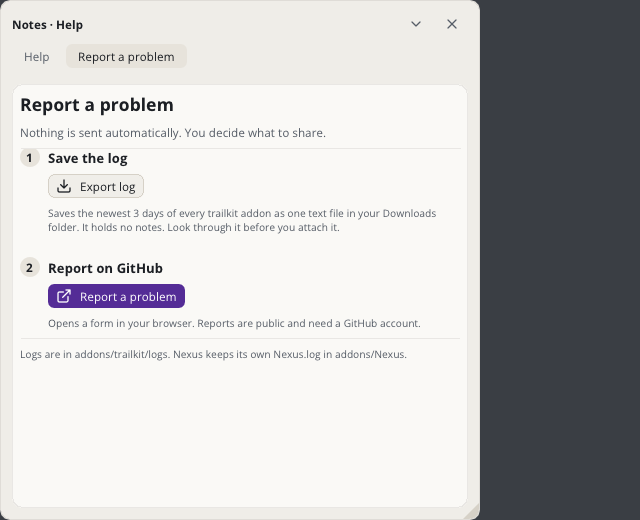 Notes · Help
Help
Report a problem
Report a problem
Nothing is sent automatically. You decide what to share.
1 Save the log
Export log
Saves the newest 3 days of every trailkit addon as one text file in your Downloads
folder. It holds no notes. Look through it before you attach it.
2 Report on GitHub
Report a problem
Opens a form in your browser. Reports are public and need a GitHub account.
Logs are in addons/trailkit/logs. Nexus keeps its own Nexus.log in addons/Nexus.